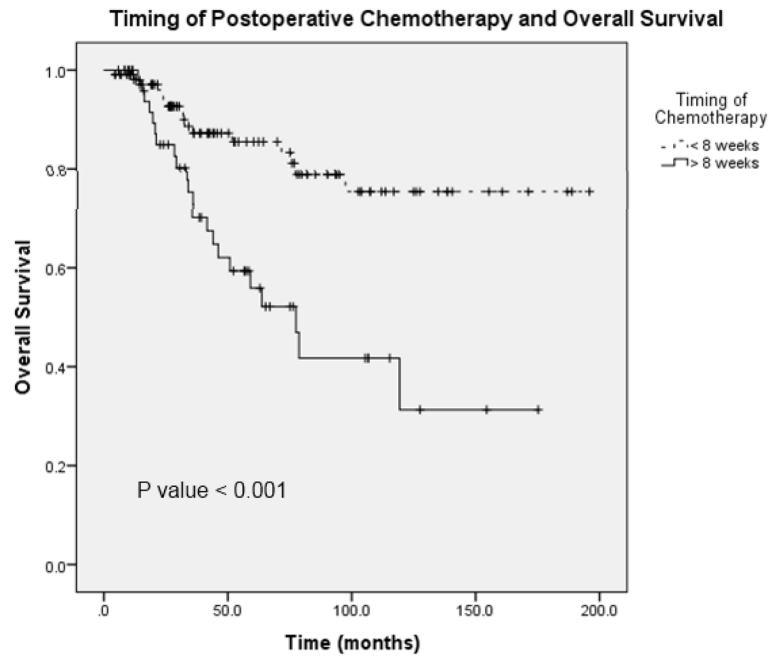 Timing of Postoperative Chemotherapy and Overall Survival
Timing of
Chemotherapy
< 8 weeks
> 8 weeks
Overall Survival
1.0
0.8
0.6
0.4
0.2
0.0
P value < 0.001
.0 50.0 100.0 150.0 200.0
Time (months)